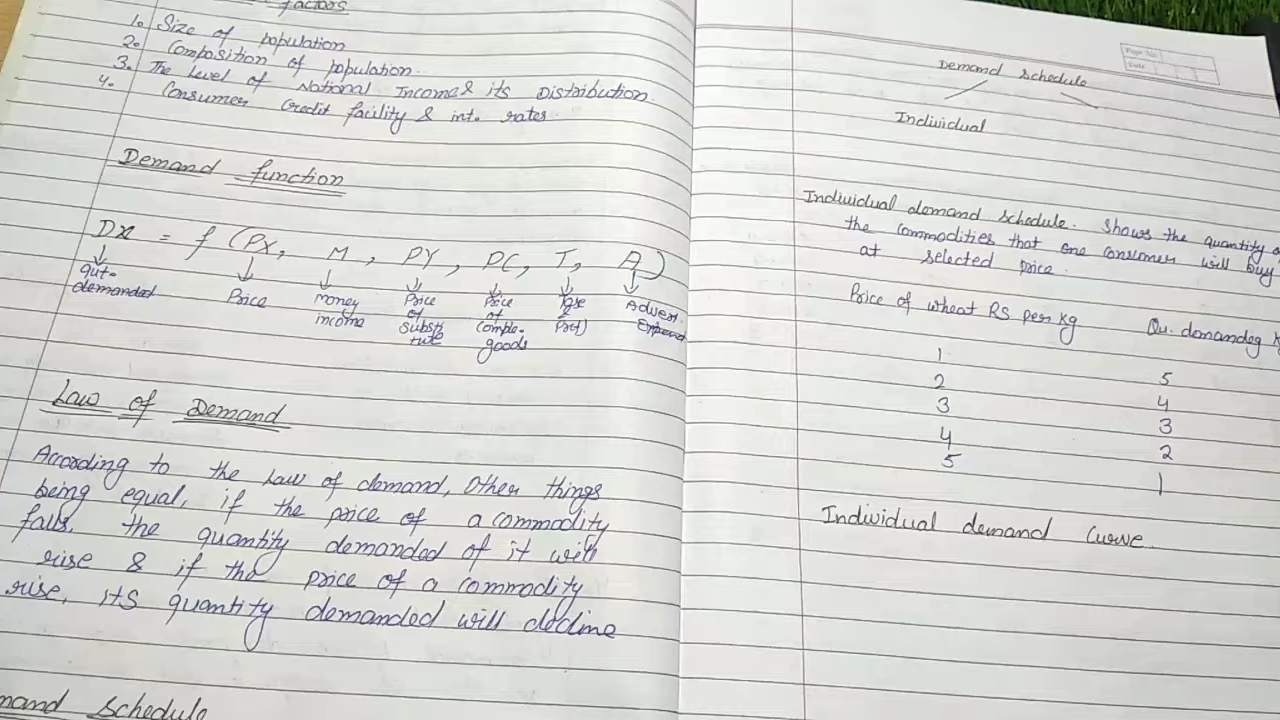 factors
1. Size of population
2. Composition of population.
3. The Level of National Income & its Distribution.
4. Consumer Credit facility & int. rates.
Demand function
Dx = f (PX, M, PY, PC, T, A)
qut. demanded
Price
money income
Price of substitute
Price of comple. goods
Advert.
Law of Demand
According to the Law of demand, Other things
being equal, if the price of a commodity
falls, the quantity demanded of it will
rise & if the price of a commodity
rise, its quantity demanded will decline
mand Schedule
Page No.
Date
Demand Schedule
Individual
Individual demand schedule. Shows the quantity
the commodities that one consumer will buy
at selected price.
Price of wheat RS per Kg Qu. demanded
1 5
2 4
3 3
4 2
5 1
Individual demand Curve.